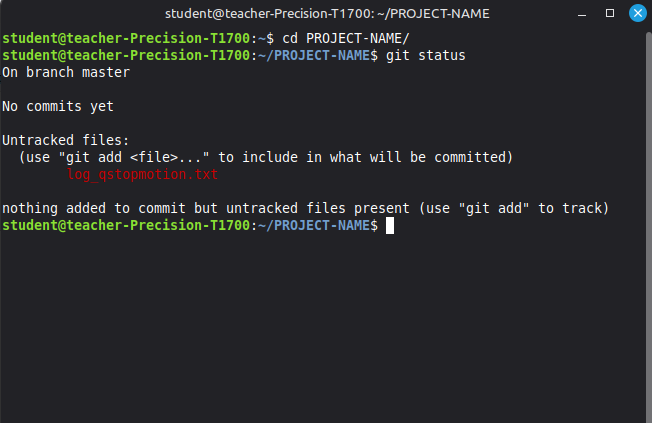 student@teacher-Precision-T1700: ~/PROJECT-NAME
student@teacher-Precision-T1700:~$ cd PROJECT-NAME/
student@teacher-Precision-T1700:~/PROJECT-NAME$ git status
On branch master
No commits yet
Untracked files:
  (use "git add <file>..." to include in what will be committed)
        log_qstopmotion.txt
nothing added to commit but untracked files present (use "git add" to track)
student@teacher-Precision-T1700:~/PROJECT-NAME$